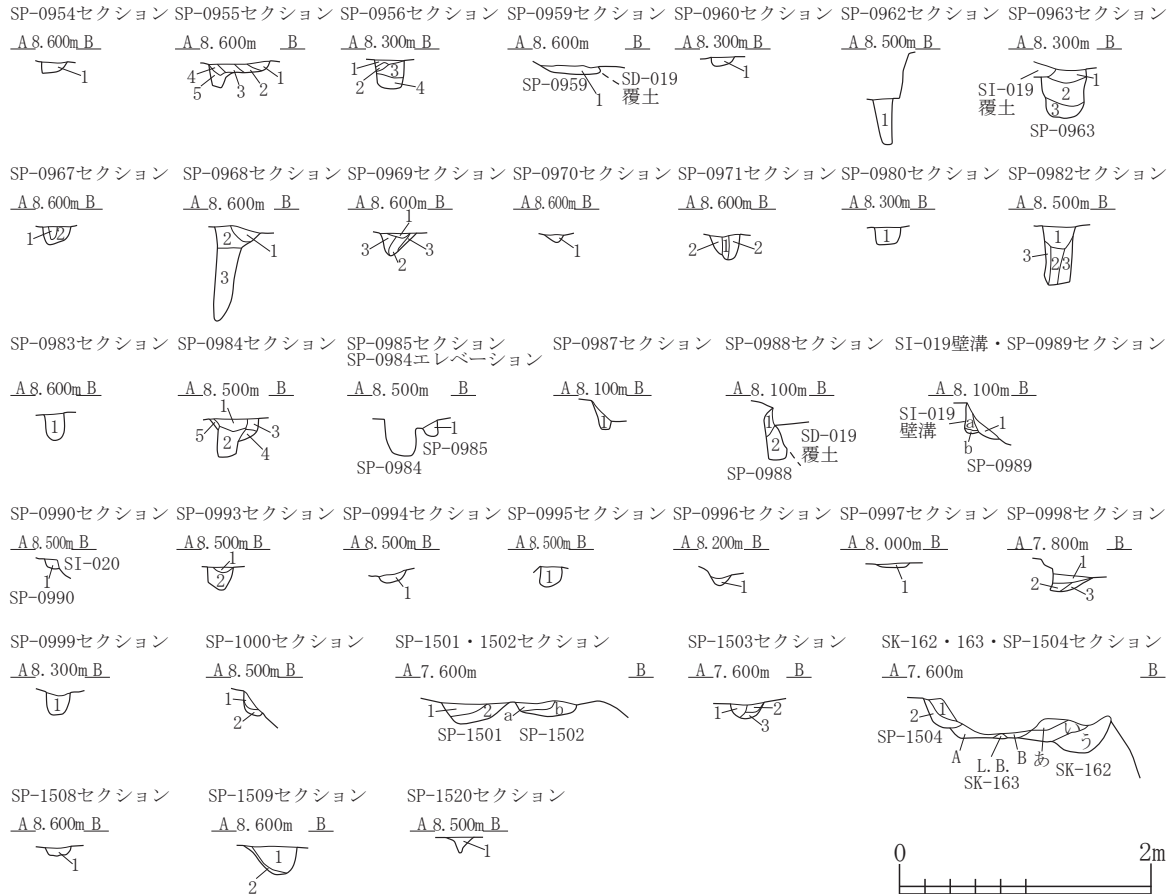 SP-0954セクション SP-0955セクション SP-0956セクション SP-0959セクション SP-0960セクション SP-0962セクション SP-0963セクション
A 8.600m B A 8.600m B A 8.300m B A 8.600m B A 8.300m B A 8.500m B A 8.300m B
1 4 5 3 2 1 1 2 3 4 SP-0959 1 SD-019 覆土 1 1 SI-019 覆土 1 2 3 SP-0963
SP-0967セクション SP-0968セクション SP-0969セクション SP-0970セクション SP-0971セクション SP-0980セクション SP-0982セクション
A 8.600m B A 8.600m B A 8.600m B A 8.600m B A 8.600m B A 8.300m B A 8.500m B
1 2 2 1 3 1 3 3 2 1 2 1 2 1 1 3 2 3
SP-0983セクション SP-0984セクション SP-0985セクション SP-0987セクション SP-0988セクション SI-019壁溝・SP-0989セクション
SP-0984エレベーション
A 8.600m B A 8.500m B A 8.500m B A 8.100m B A 8.100m B A 8.100m B
1 1 5 2 3 4 1 SP-0985 SP-0984 1 1 2 SD-019 覆土 SP-0988 SI-019 壁溝 a 1 b SP-0989
SP-0990セクション SP-0993セクション SP-0994セクション SP-0995セクション SP-0996セクション SP-0997セクション SP-0998セクション
A 8.500m B A 8.500m B A 8.500m B A 8.500m B A 8.200m B A 8.000m B A 7.800m B
SI-020 1 SP-0990 1 2 1 1 1 1 1 2 3
SP-0999セクション SP-1000セクション SP-1501・1502セクション SP-1503セクション SK-162・163・SP-1504セクション
A 8.300m B A 8.500m B A 7.600m B A 7.600m B A 7.600m B
1 1 2 1 2 a b SP-1501 SP-1502 1 2 3 1 2 SP-1504 A L.B. B あ い う SK-163 SK-162
SP-1508セクション SP-1509セクション SP-1520セクション
A 8.600m B A 8.600m B A 8.500m B
1 1 2 1
0 2m